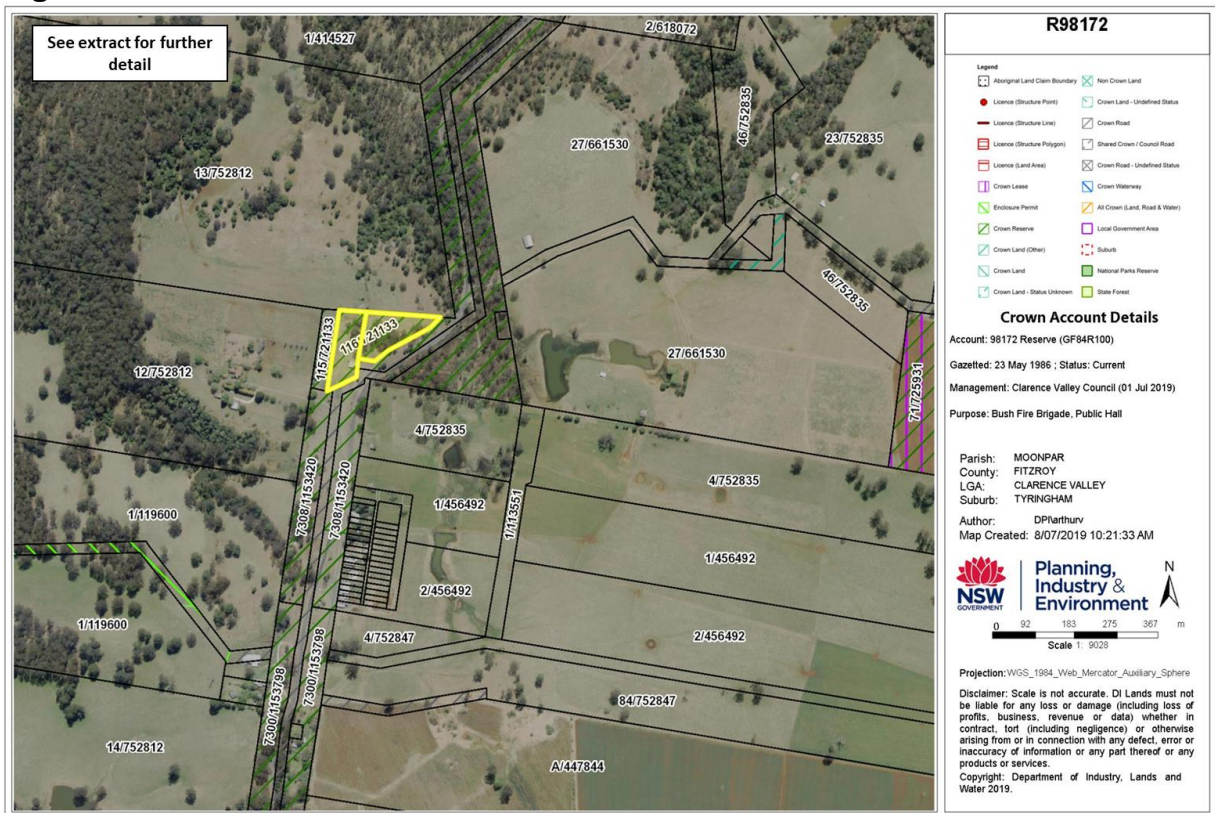 See extract for further
detail
1/414527
2/618072
46/752835
23/752835
27/661530
13/752812
46/752835
115/721133
116/721133
27/661530
12/752812
71/725931
4/752835
4/752835
7308/1153420
7308/1153420
1/456492
1/113551
1/119600
1/456492
2/456492
1/119600
4/752847
2/456492
7300/1153798
7300/1153798
84/752847
14/752812
A/447844
R98172
Legend
Aboriginal Land Claim Boundary
Non Crown Land
Licence (Structure Point)
Crown Land - Undefined Status
Licence (Structure Line)
Crown Road
Licence (Structure Polygon)
Shared Crown / Council Road
Licence (Land Area)
Crown Road - Undefined Status
Crown Lease
Crown Waterway
Enclosure Permit
All Crown (Land, Road & Water)
Crown Reserve
Local Government Area
Crown Land (Other)
Suburb
Crown Land
National Parks Reserve
Crown Land - Status Unknown
State Forest
Crown Account Details
Account: 98172 Reserve (GF84R100)
Gazetted: 23 May 1986 ; Status: Current
Management: Clarence Valley Council (01 Jul 2019)
Purpose: Bush Fire Brigade, Public Hall
Parish: MOONPAR
County: FITZROY
LGA: CLARENCE VALLEY
Suburb: TYRINGHAM
Author: DPI\arthurv
Map Created: 8/07/2019 10:21:33 AM
NSW
GOVERNMENT
Planning,
Industry &
Environment
N
0 92 183 275 367 m
Scale 1: 9028
Projection: WGS_1984_Web_Mercator_Auxiliary_Sphere
Disclaimer: Scale is not accurate. DI Lands must not
be liable for any loss or damage (including loss of
profits, business, revenue or data) whether in
contract, tort (including negligence) or otherwise
arising from or in connection with any defect, error or
inaccuracy of information or any part thereof or any
products or services.
Copyright: Department of Industry, Lands and
Water 2019.